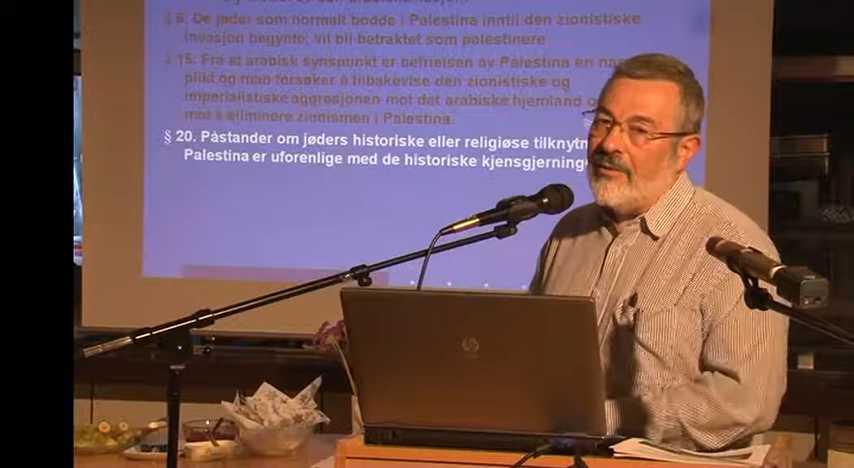 § 6. De jøder som normalt bodde i Palestina inntil den zionistiske
invasjon begynte, vil bli betraktet som palestinere.
§ 15. Fra et arabisk synspunkt er befrielsen av Palestina en
plikt og man forsøker å tilbakevise den zionistiske og
imperialistiske aggresjonen mot det arabiske hjemland
mot å eliminere zionismen i Palestina.
§ 20. Påstander om jøders historiske eller religiøse
Palestina er uforenlige med de historiske kjensgjerninge
hp